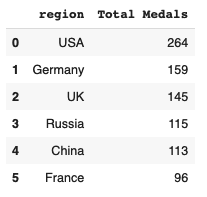 region Total Medals
0 USA 264
1 Germany 159
2 UK 145
3 Russia 115
4 China 113
5 France 96